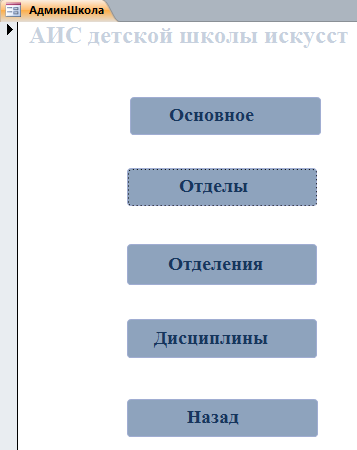 АдминШкола
АИС детской школы искусст
Основное
Отделы
Отделения
Дисциплины
Назад